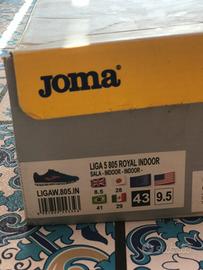 Joma
LIGA 5 805 ROYAL INDOOR
SALA - INDOOR - INDOOR -
LIGAW.805.IN
8.5 28 43 9.5
41 29